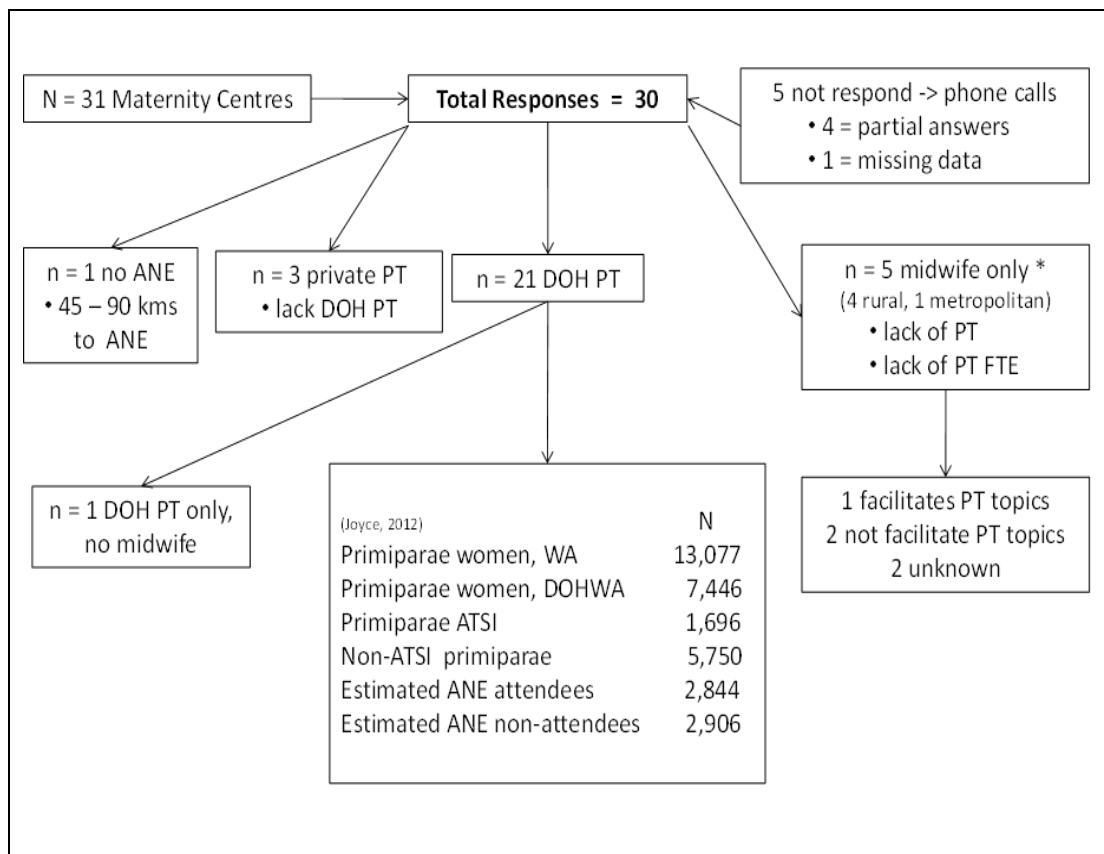 N = 31 Maternity Centres
Total Responses = 30
5 not respond -> phone calls
• 4 = partial answers
• 1 = missing data
n = 1 no ANE
• 45 – 90 kms
to ANE
n = 3 private PT
• lack DOH PT
n = 21 DOH PT
n = 5 midwife only *
(4 rural, 1 metropolitan)
• lack of PT
• lack of PT FTE
n = 1 DOH PT only,
no midwife
(Joyce, 2012) N
Primiparae women, WA 13,077
Primiparae women, DOHWA 7,446
Primiparae ATSI 1,696
Non-ATSI primiparae 5,750
Estimated ANE attendees 2,844
Estimated ANE non-attendees 2,906
1 facilitates PT topics
2 not facilitate PT topics
2 unknown